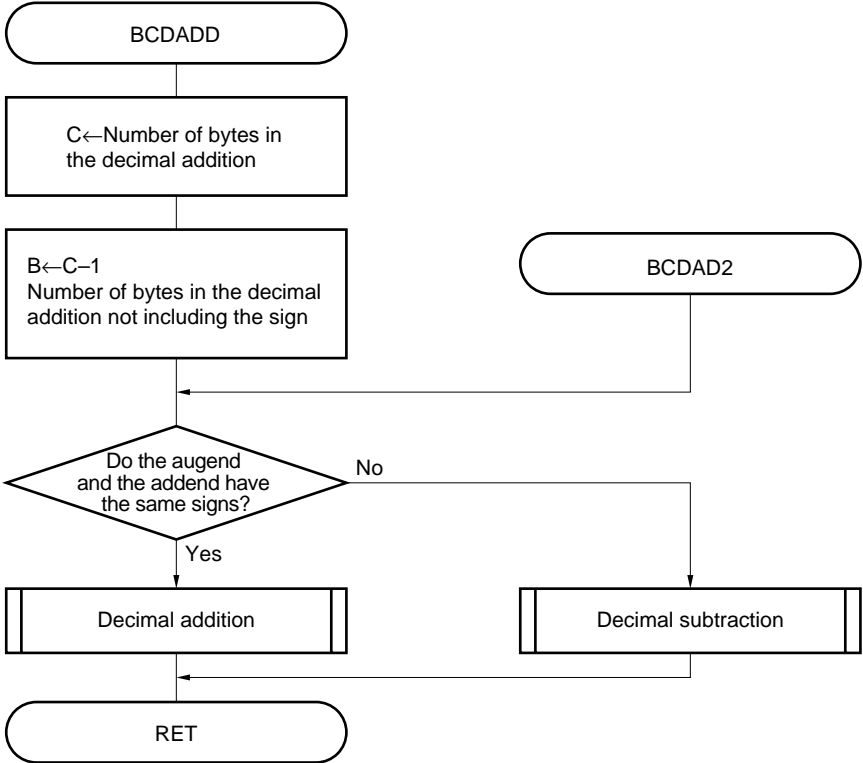 BCDADD
C←Number of bytes in
the decimal addition
B←C–1
Number of bytes in the decimal
addition not including the sign
BCDAD2
Do the augend
and the addend have
the same signs?
No
Yes
Decimal addition
Decimal subtraction
RET